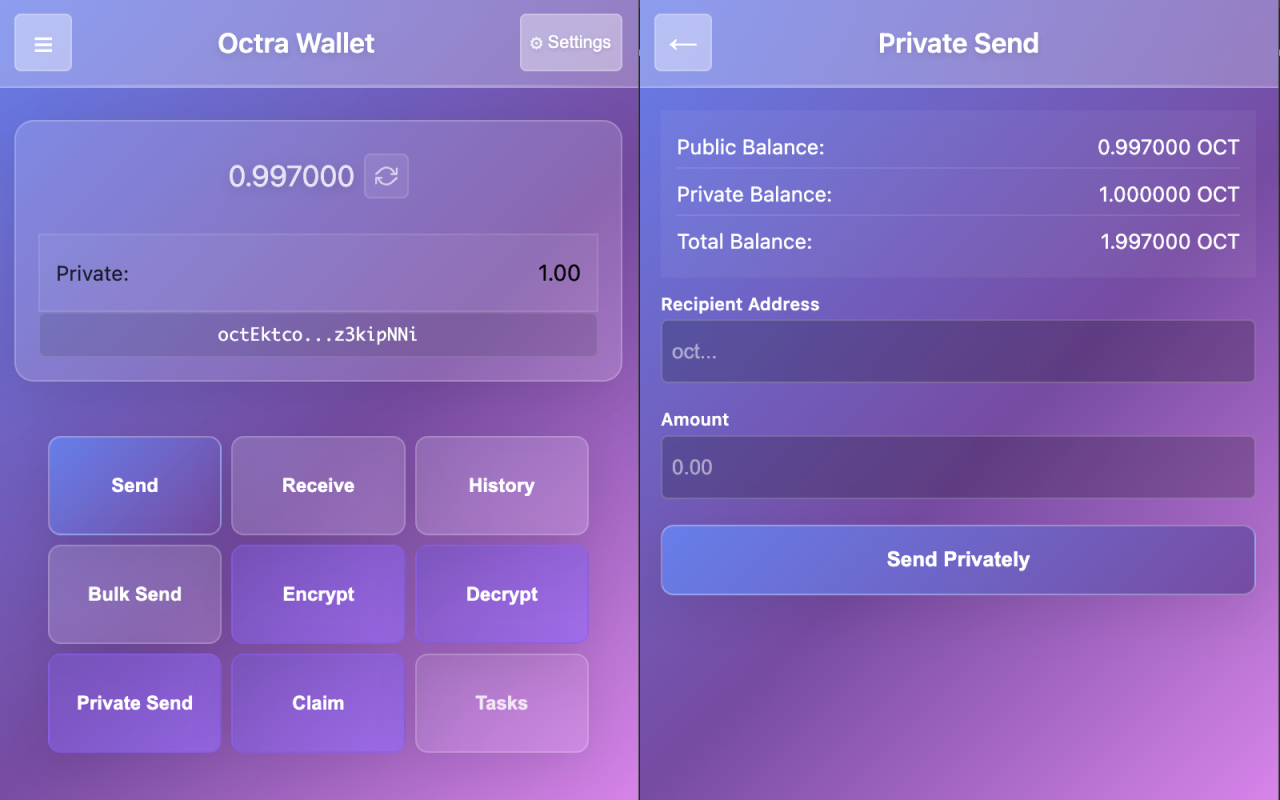 Octra Wallet
⚙ Settings
0.997000
Private: 1.00
octEktco...z3kipNNi
Send Receive History
Bulk Send Encrypt Decrypt
Private Send Claim Tasks
Private Send
Public Balance: 0.997000 OCT
Private Balance: 1.000000 OCT
Total Balance: 1.997000 OCT
Recipient Address
oct...
Amount
0.00
Send Privately